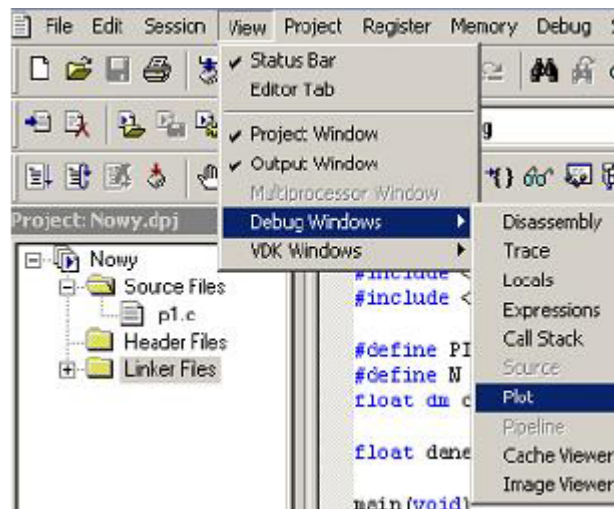 File Edit Session View Project Register Memory Debug
Status Bar
Editor Tab
Project Window
Output Window
Multiprocessor Window
Debug Windows
VDK Windows
Disassembly
Trace
Locals
Expressions
Call Stack
Source
Plot
Pipeline
Cache Viewer
Image Viewer
g
Project: Nowy.dpj
Nowy
Source Files
p1.c
Header Files
Linker Files
#include <
#include <
#define PI
#define N
float dm d
float dane
main(void)